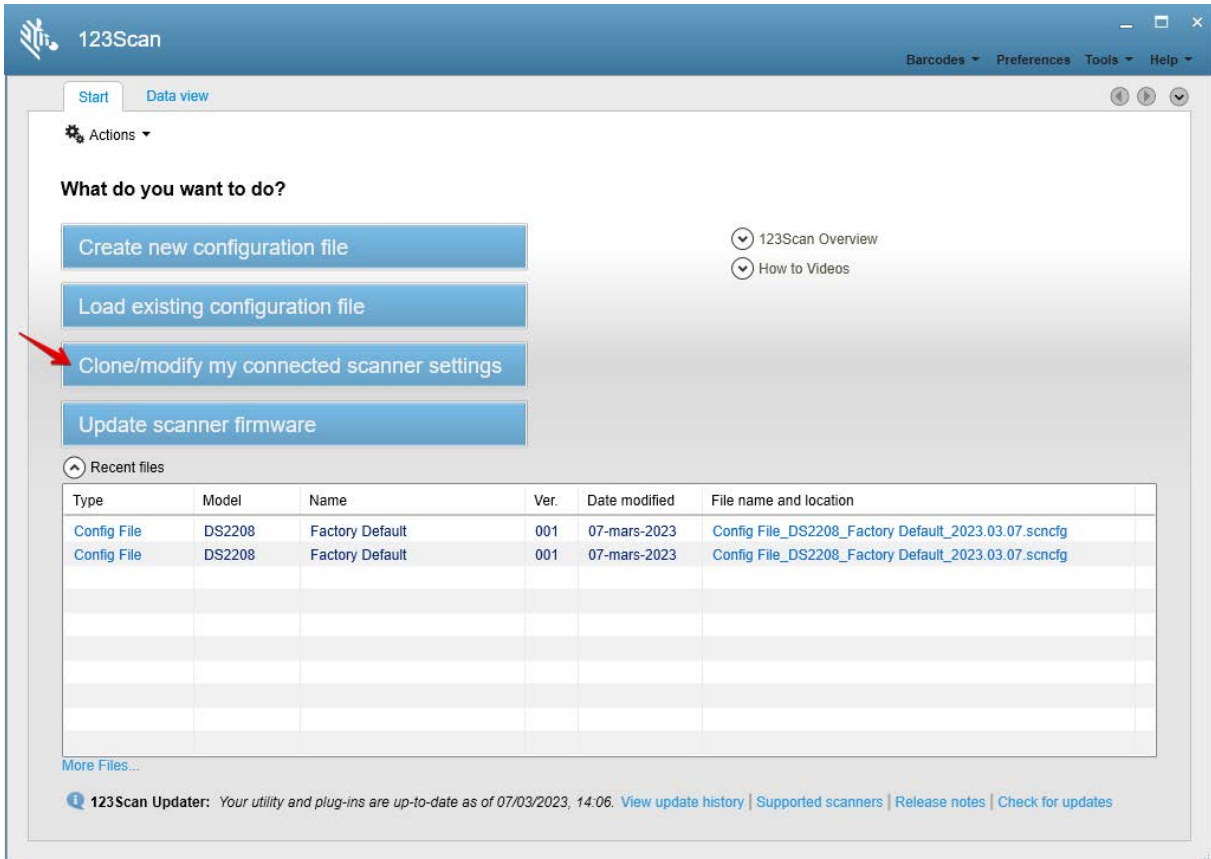 123Scan
Barcodes Preferences Tools Help
Start Data view
Actions
What do you want to do?
Create new configuration file
123Scan Overview
How to Videos
Load existing configuration file
Clone/modify my connected scanner settings
Update scanner firmware
Recent files
Type Model Name Ver. Date modified File name and location
Config File DS2208 Factory Default 001 07-mars-2023 Config File_DS2208_Factory Default_2023.03.07.scncfg
Config File DS2208 Factory Default 001 07-mars-2023 Config File_DS2208_Factory Default_2023.03.07.scncfg
More Files...
123Scan Updater: Your utility and plug-ins are up-to-date as of 07/03/2023, 14:06. View update history | Supported scanners | Release notes | Check for updates